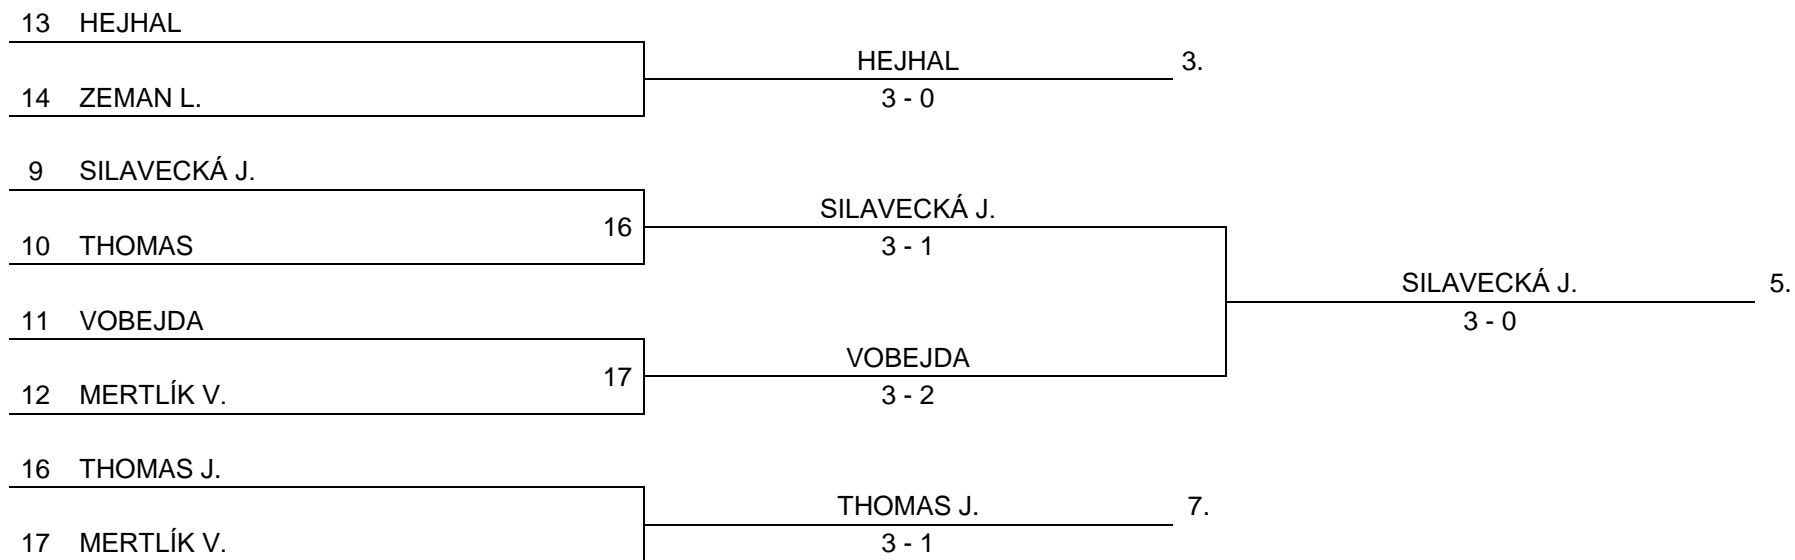 13 HEJHAL
HEJHAL 3.
14 ZEMAN L. 3 - 0
9 SILAVECKÁ J.
SILAVECKÁ J.
16
10 THOMAS 3 - 1
SILAVECKÁ J. 5.
11 VOBEJDA 3 - 0
VOBEJDA
17
12 MERTLÍK V. 3 - 2
16 THOMAS J.
THOMAS J. 7.
17 MERTLÍK V. 3 - 1